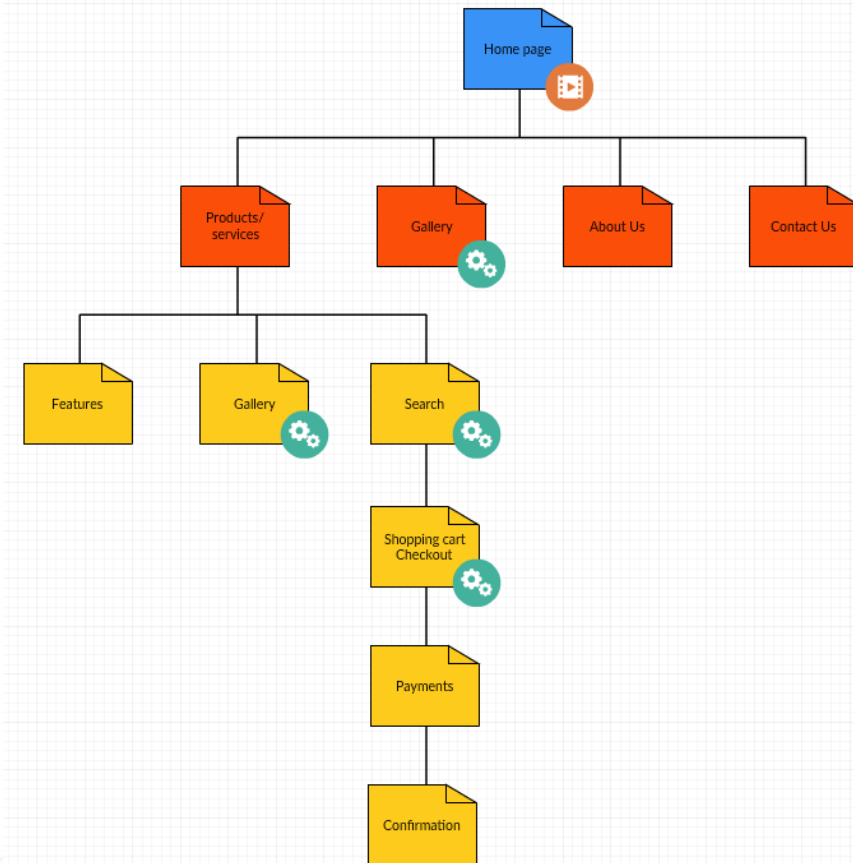 Home page
Products/
services
Gallery
About Us
Contact Us
Features
Gallery
Search
Shopping cart
Checkout
Payments
Confirmation